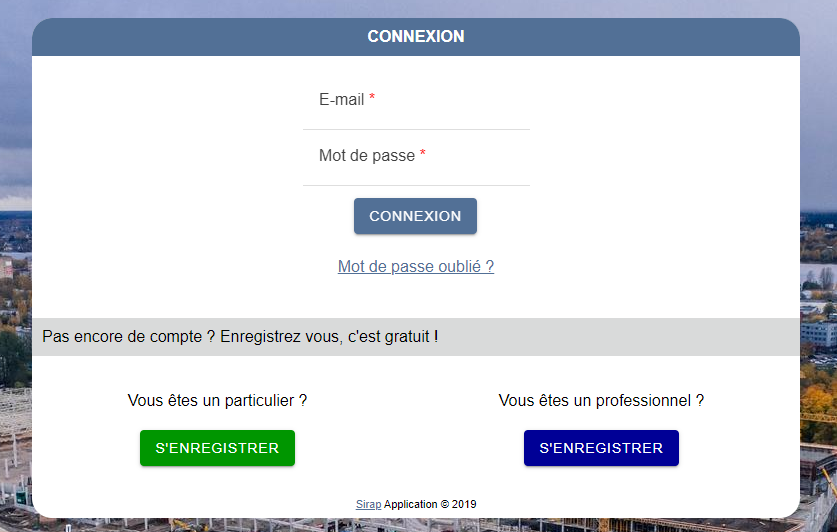 CONNEXION
E-mail *
Mot de passe *
CONNEXION
Mot de passe oublié ?
Pas encore de compte ? Enregistrez vous, c'est gratuit !
Vous êtes un particulier ?
Vous êtes un professionnel ?
S'ENREGISTRER
S'ENREGISTRER
Sirap Application © 2019